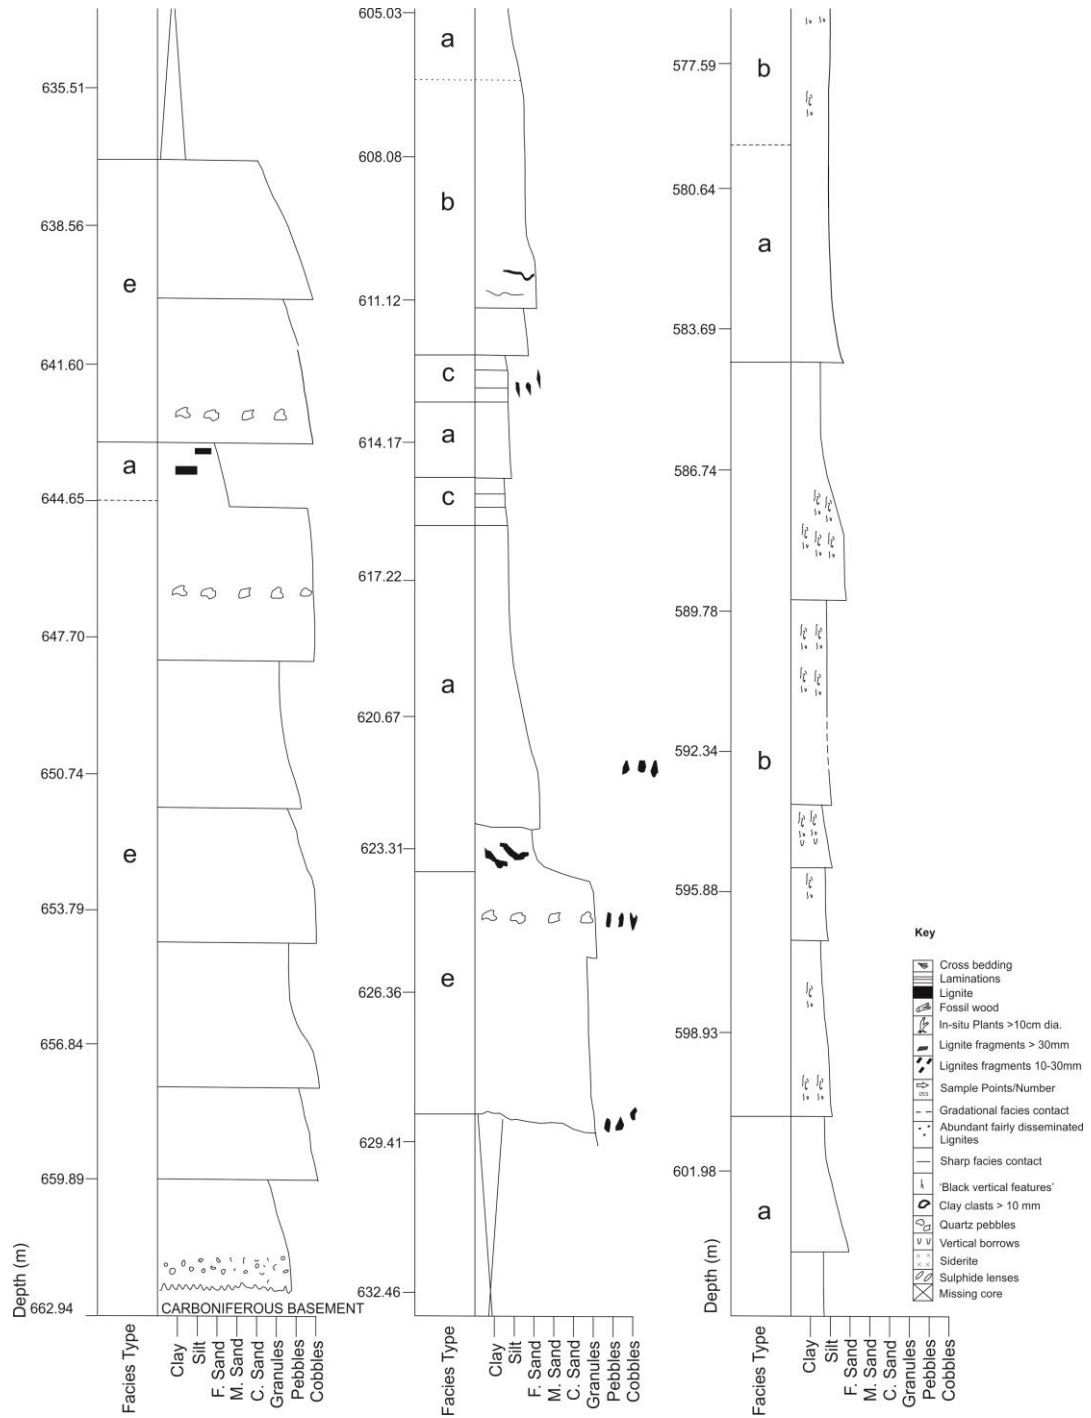 635.51
638.56
641.60
644.65
647.70
650.74
653.79
656.84
659.89
662.94
e
a
e
CARBONIFEROUS BASEMENT
Depth (m)
Facies Type
Clay
Silt
F. Sand
M. Sand
C. Sand
Granules
Pebbles
Cobbles
605.03
608.08
611.12
614.17
617.22
620.67
623.31
626.36
629.41
632.46
a
b
c
a
c
a
e
Facies Type
Clay
Silt
F. Sand
M. Sand
C. Sand
Granules
Pebbles
Cobbles
577.59
580.64
583.69
586.74
589.78
592.34
595.88
598.93
601.98
b
a
b
a
Depth (m)
Facies Type
Clay
Silt
F. Sand
M. Sand
C. Sand
Granules
Pebbles
Cobbles
Key
Cross bedding
Laminations
Lignite
Fossil wood
In-situ Plants >10cm dia.
Lignite fragments > 30mm
Lignites fragments 10-30mm
055 Sample Points/Number
Gradational facies contact
Abundant fairly disseminated
Lignites
Sharp facies contact
'Black vertical features'
Clay clasts > 10 mm
Quartz pebbles
Vertical borrows
Siderite
Sulphide lenses
Missing core